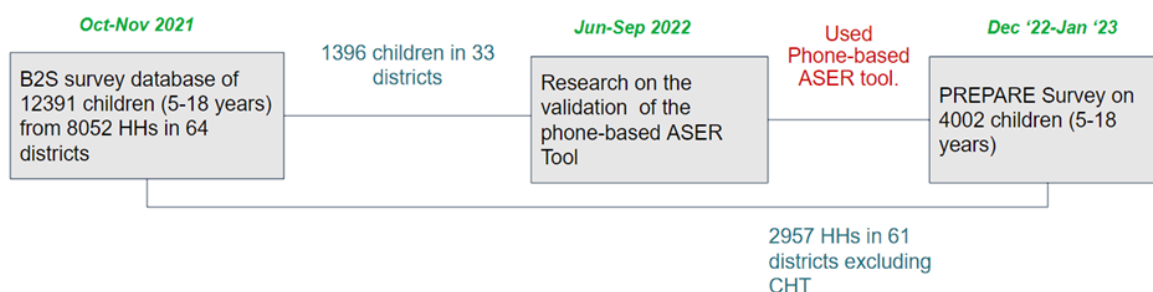 Oct-Nov 2021
B2S survey database of
12391 children (5-18 years)
from 8052 HHs in 64
districts
1396 children in 33
districts
Jun-Sep 2022
Research on the
validation of the
phone-based ASER
Tool
Used
Phone-based
ASER tool.
Dec ‘22-Jan ‘23
PREPARE Survey on
4002 children (5-18
years)
2957 HHs in 61
districts excluding
CHT